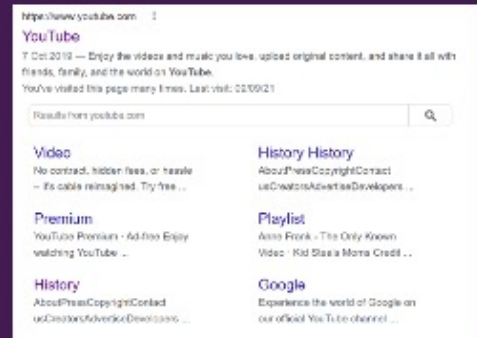 https://www.youtube.com
YouTube
7 Oct 2019 — Enjoy the videos and music you love, upload original content, and share it all with
friends, family, and the world on YouTube.
You've visited this page many times. Last visit: 02/09/21
Results from youtube.com
Video
No contract, hidden fees, or hassle
– it's cable reimagined. Try free ...
History History
AboutPressCopyrightContact
usCreatorsAdvertiseDevelopers ...
Premium
YouTube Premium · Ad-free Enjoy
watching YouTube ...
Playlist
Anne Frank - The Only Known
Video · Kid Steals Moms Credit ...
History
AboutPressCopyrightContact
usCreatorsAdvertiseDevelopers ...
Google
Experience the world of Google on
our official YouTube channel ...